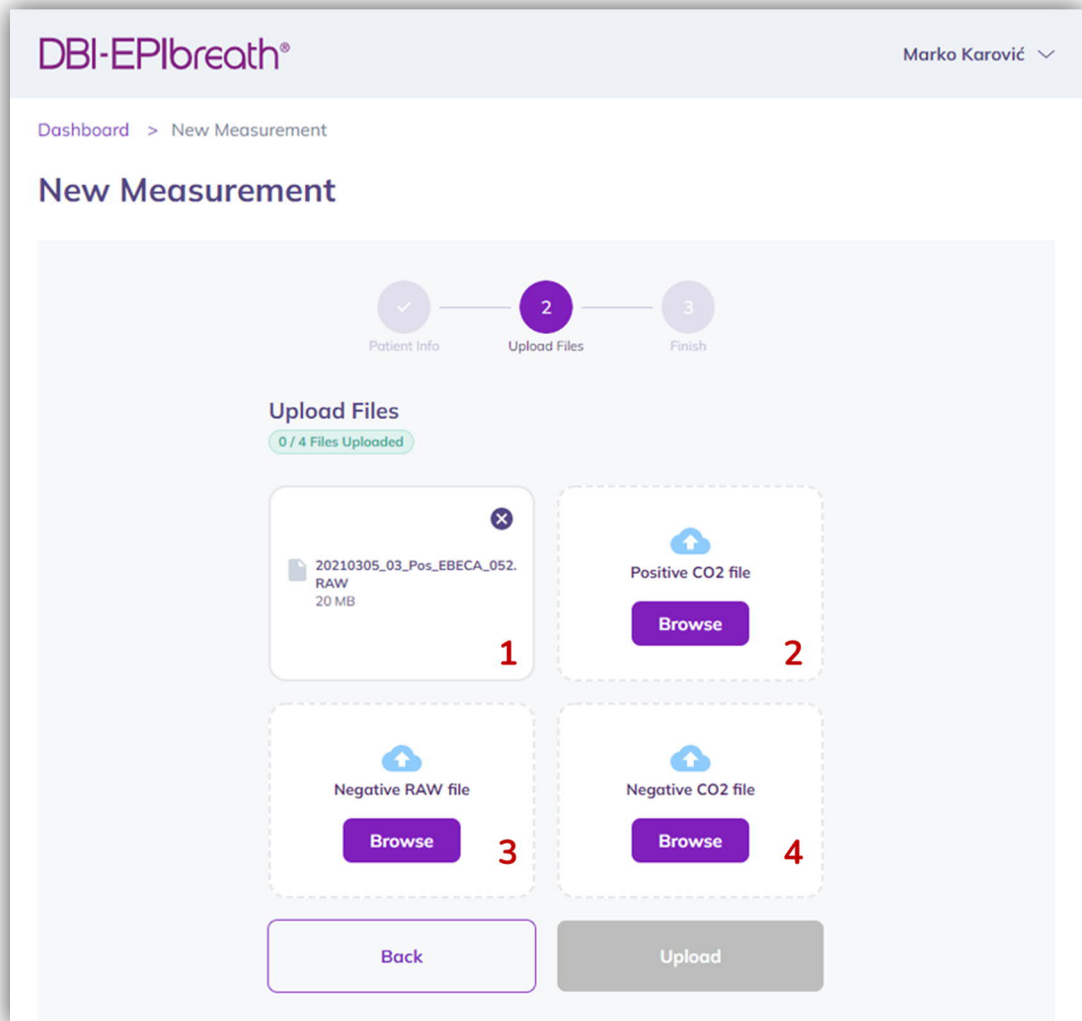 DBI-EPIbreath®
Marko Karović
Dashboard > New Measurement
New Measurement
2
3
Patient Info
Upload Files
Finish
Upload Files
0 / 4 Files Uploaded
20210305_03_Pos_EBECA_052.
RAW
20 MB
1
Positive CO2 file
Browse
2
Negative RAW file
Browse
3
Negative CO2 file
Browse
4
Back
Upload